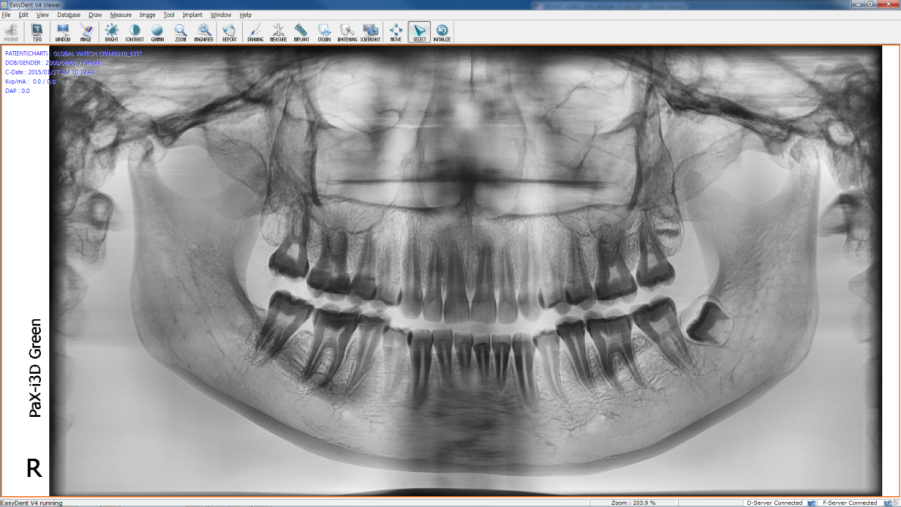 EasyDent V4 Viewer
File Edit View Database Draw Measure Image Tool Implant Window Help
PATIENT INFO WINDOW IMAGE BRIGHT CONTRAST GAMMA ZOOM MAGNIFIER REPORT DRAWING MEASURE IMPLANT CROWN WHITENING SCREENSHOT MOVE SELECT INITIALIZE
PATIENT(CHART) : GLOBAL VATECH
DOB/GENDER :
C-Date : 2015/01/
Kvp/mA : 0.0 /
DAP : 0.0
PaX-i3D Green
R
EasyDent V4 running
Zoom : 203.9 %
D-Server Connected
F-Server Connected